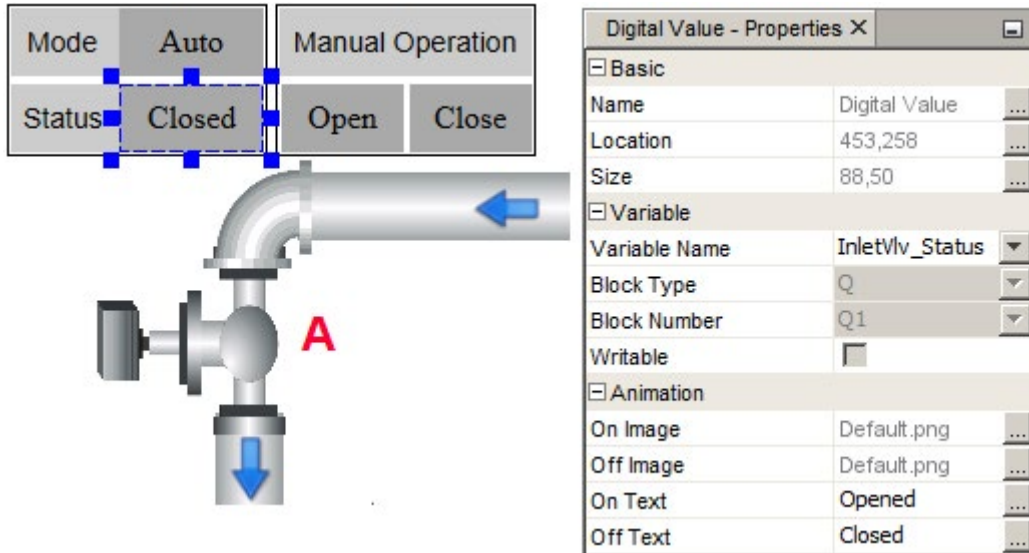 Mode Auto Manual Operation
Status Closed Open Close
A
Digital Value - Properties X
Basic
Name Digital Value ...
Location 453,258 ...
Size 88,50 ...
Variable
Variable Name InletVlv_Status
Block Type Q
Block Number Q1
Writable
Animation
On Image Default.png ...
Off Image Default.png ...
On Text Opened ...
Off Text Closed ...